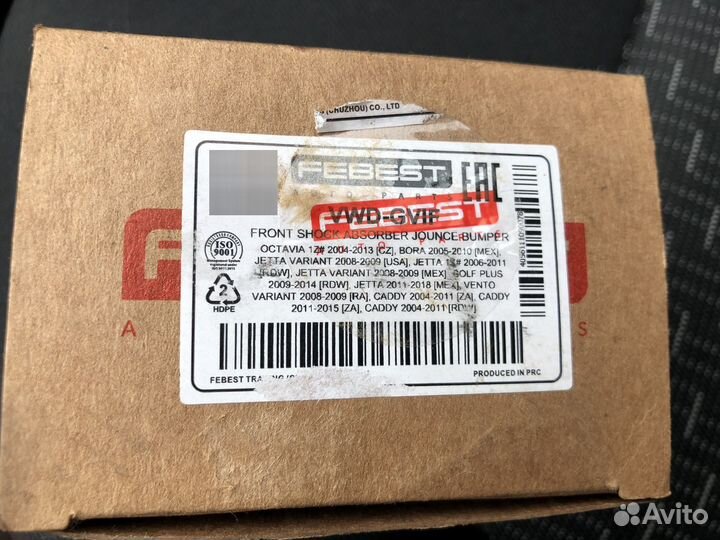 (CHUZHOU) CO., LTD
FEBEST
EAC
VWD-GVIF
FEBEST
FRONT SHOCK ABSORBER JOUNCE BUMPER
OCTAVIA 1Z# 2004-2013 [CZ], BORA 2005-2010 [MEX],
JETTA VARIANT 2008-2009 [USA], JETTA 1K# 2006-2011
[RDW], JETTA VARIANT 2008-2009 [MEX], GOLF PLUS
2009-2014 [RDW], JETTA 2011-2018 [MEX], VENTO
VARIANT 2008-2009 [RA], CADDY 2004-2011 [ZA], CADDY
2011-2015 [ZA], CADDY 2004-2011 [RDW]
ISO
9001
2
HDPE
FEBEST
PRODUCED IN PRC
Avito